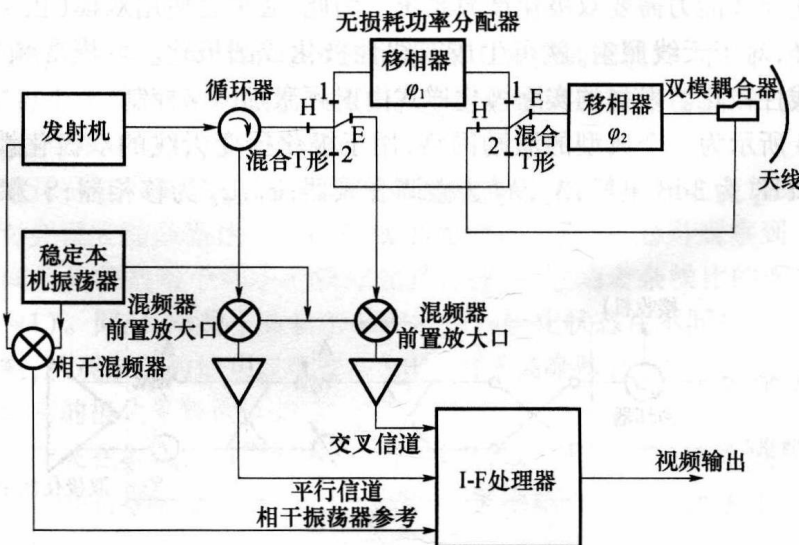 无损耗功率分配器
移相器
φ₁
循环器
发射机
1
H
E
2
混合T形
1
E
H
2
混合
T形
移相器
φ₂
双模耦合器
天线
稳定本
机振荡器
混频器
前置放大口
混频器
前置放大口
相干混频器
交叉信道
I-F处理器
视频输出
平行信道
相干振荡器参考